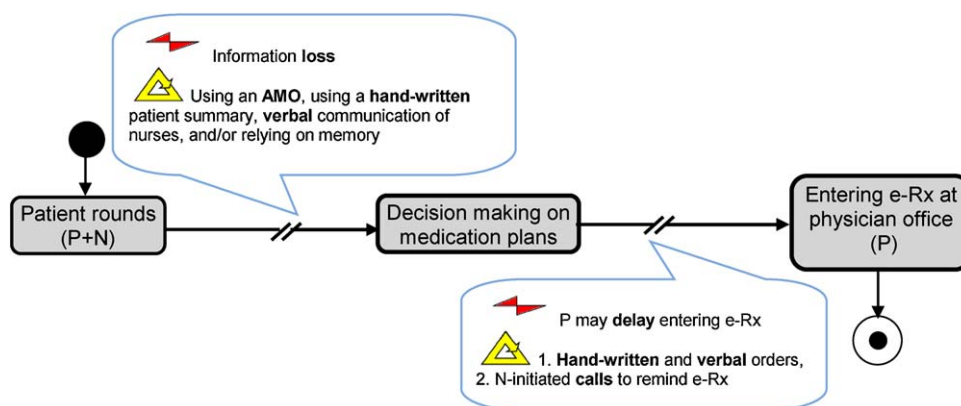 Information loss
Using an AMO, using a hand-written
patient summary, verbal communication of
nurses, and/or relying on memory
Patient rounds
(P+N)
Decision making on
medication plans
Entering e-Rx at
physician office
(P)
P may delay entering e-Rx
1. Hand-written and verbal orders,
2. N-initiated calls to remind e-Rx